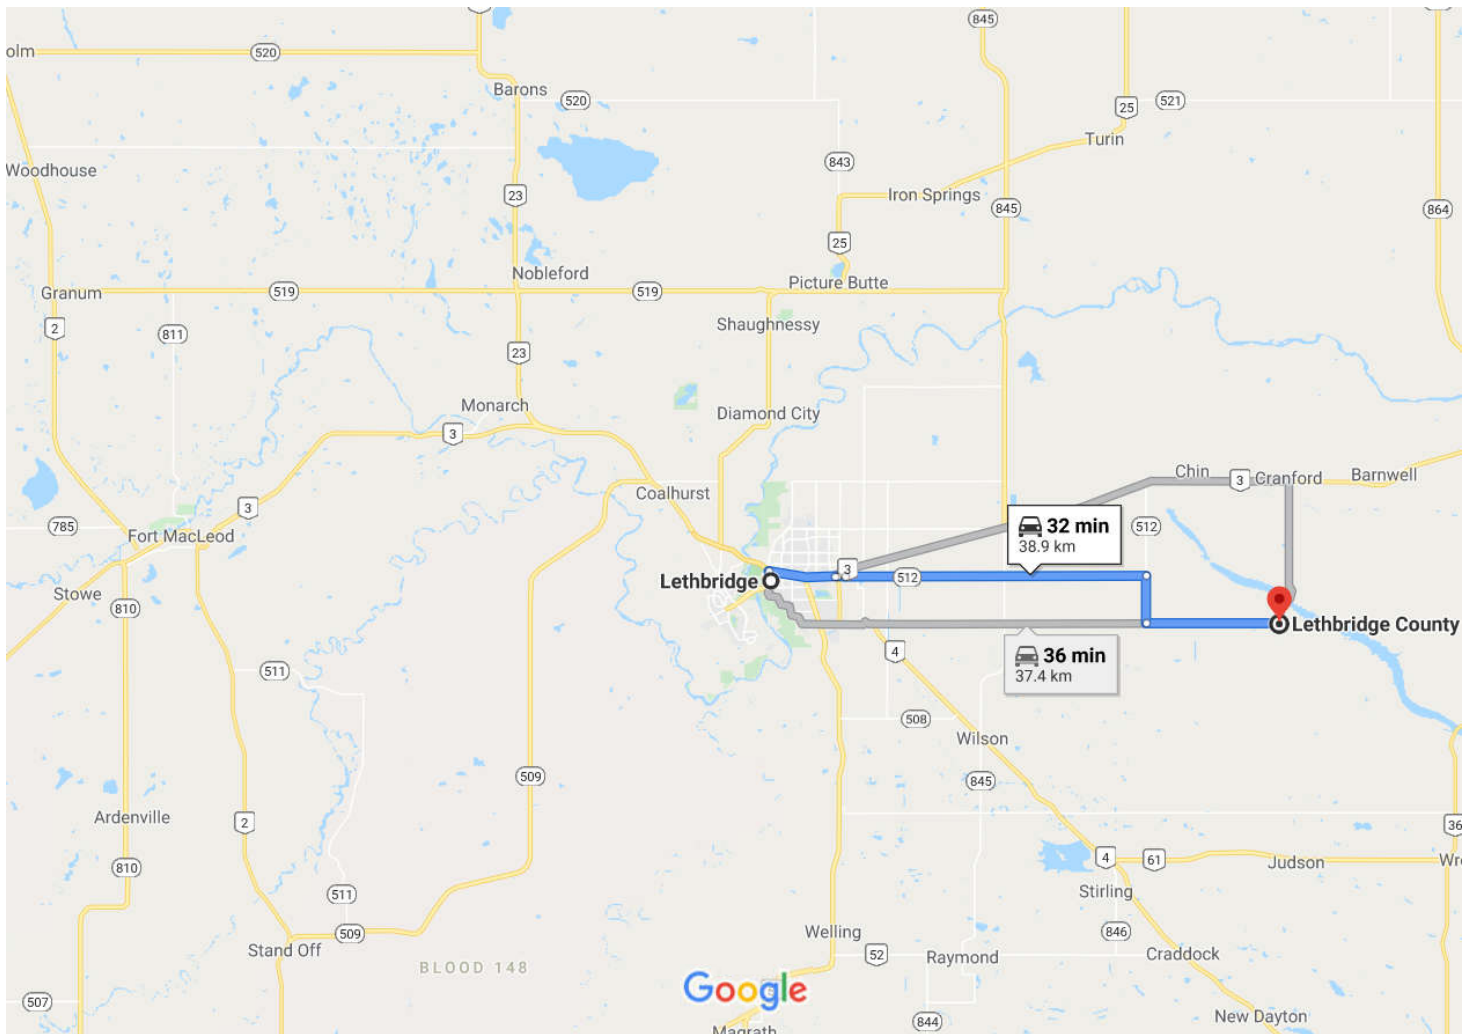 845
olm
520
Barons
520
25
521
Turin
843
Woodhouse
23
Iron Springs
845
864
25
Nobleford
Granum
519
519
Picture Butte
2
811
Shaughnessy
23
Monarch
Diamond City
3
Chin
3
Cranford
Barnwell
Coalhurst
3
785
Fort MacLeod
32 min
38.9 km
512
3
512
Lethbridge
Stowe
810
Lethbridge County
4
36 min
37.4 km
511
508
Wilson
509
845
Ardenville
2
36
810
4
61
Judson
Wr
511
Stirling
509
Stand Off
Welling
846
52
Raymond
Craddock
BLOOD 148
Google
507
844
New Dayton
Magrath